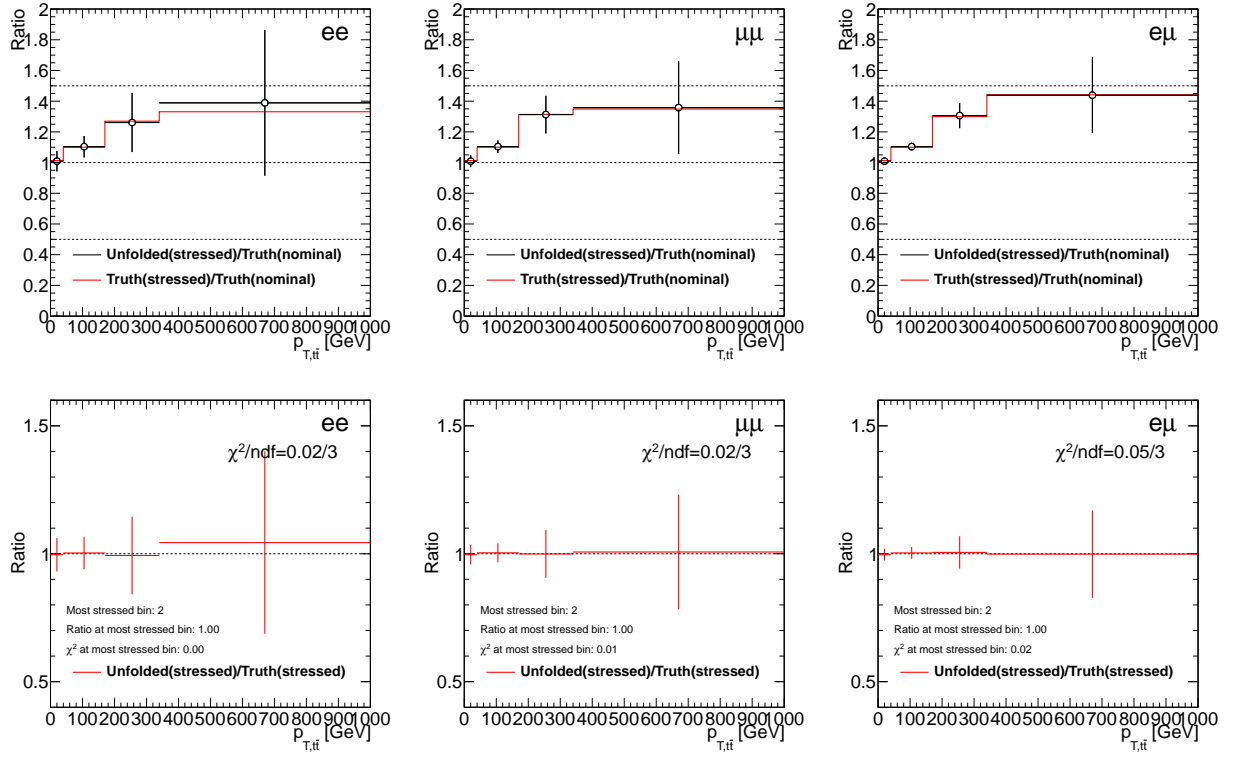 ee
Ratio
2
1.8
1.6
1.4
1.2
1
0.8
0.6
0.4
0.2
0
Unfolded(stressed)/Truth(nominal)
Truth(stressed)/Truth(nominal)
0 100 200 300 400 500 600 700 800 900 1000
p_{T,tt̄} [GeV]
μμ
Ratio
2
1.8
1.6
1.4
1.2
1
0.8
0.6
0.4
0.2
0
Unfolded(stressed)/Truth(nominal)
Truth(stressed)/Truth(nominal)
0 100 200 300 400 500 600 700 800 900 1000
p_{T,tt̄} [GeV]
eμ
Ratio
2
1.8
1.6
1.4
1.2
1
0.8
0.6
0.4
0.2
0
Unfolded(stressed)/Truth(nominal)
Truth(stressed)/Truth(nominal)
0 100 200 300 400 500 600 700 800 900 1000
p_{T,tt̄} [GeV]
ee
χ²/ndf=0.02/3
Ratio
1.5
1
0.5
Most stressed bin: 2
Ratio at most stressed bin: 1.00
χ² at most stressed bin: 0.00
Unfolded(stressed)/Truth(stressed)
0 100 200 300 400 500 600 700 800 900 1000
p_{T,tt̄} [GeV]
μμ
χ²/ndf=0.02/3
Ratio
1.5
1
0.5
Most stressed bin: 2
Ratio at most stressed bin: 1.00
χ² at most stressed bin: 0.01
Unfolded(stressed)/Truth(stressed)
0 100 200 300 400 500 600 700 800 900 1000
p_{T,tt̄} [GeV]
eμ
χ²/ndf=0.05/3
Ratio
1.5
1
0.5
Most stressed bin: 2
Ratio at most stressed bin: 1.00
χ² at most stressed bin: 0.02
Unfolded(stressed)/Truth(stressed)
0 100 200 300 400 500 600 700 800 900 1000
p_{T,tt̄} [GeV]